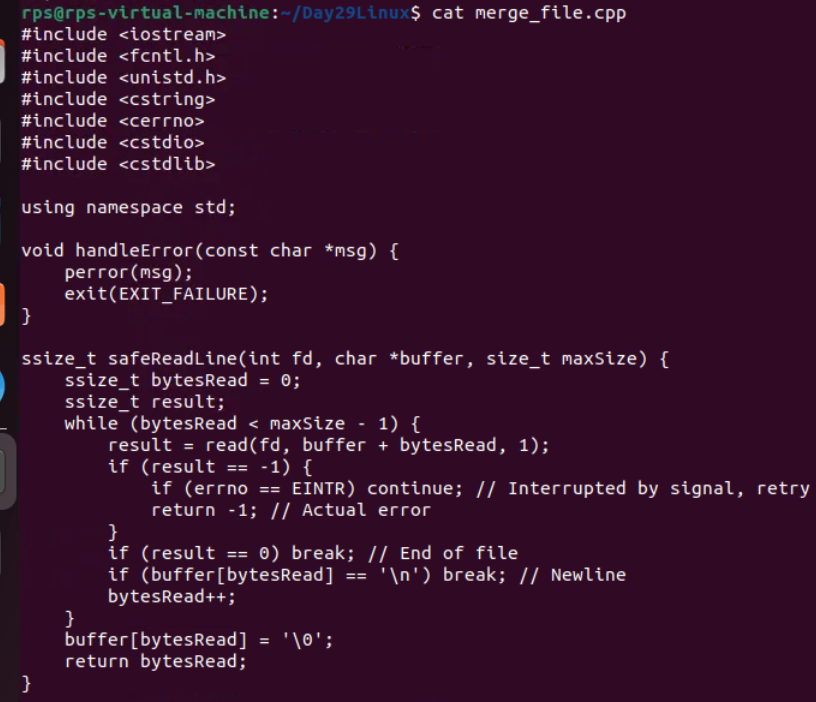 rps@rps-virtual-machine:~/Day29Linux$ cat merge_file.cpp
#include <iostream>
#include <fcntl.h>
#include <unistd.h>
#include <cstring>
#include <cerrno>
#include <cstdio>
#include <cstdlib>

using namespace std;

void handleError(const char *msg) {
    perror(msg);
    exit(EXIT_FAILURE);
}

ssize_t safeReadLine(int fd, char *buffer, size_t maxSize) {
    ssize_t bytesRead = 0;
    ssize_t result;
    while (bytesRead < maxSize - 1) {
        result = read(fd, buffer + bytesRead, 1);
        if (result == -1) {
            if (errno == EINTR) continue; // Interrupted by signal, retry
            return -1; // Actual error
        }
        if (result == 0) break; // End of file
        if (buffer[bytesRead] == '\n') break; // Newline
        bytesRead++;
    }
    buffer[bytesRead] = '\0';
    return bytesRead;
}